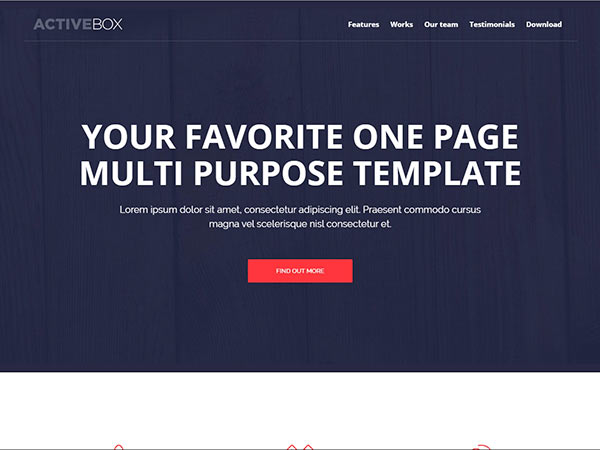 ACTIVEBOX
Features Works Our team Testimonials Download
YOUR FAVORITE ONE PAGE
MULTI PURPOSE TEMPLATE
Lorem ipsum dolor sit amet, consectetur adipiscing elit. Praesent commodo cursus
magna vel scelerisque nisl consectetur et.
FIND OUT MORE